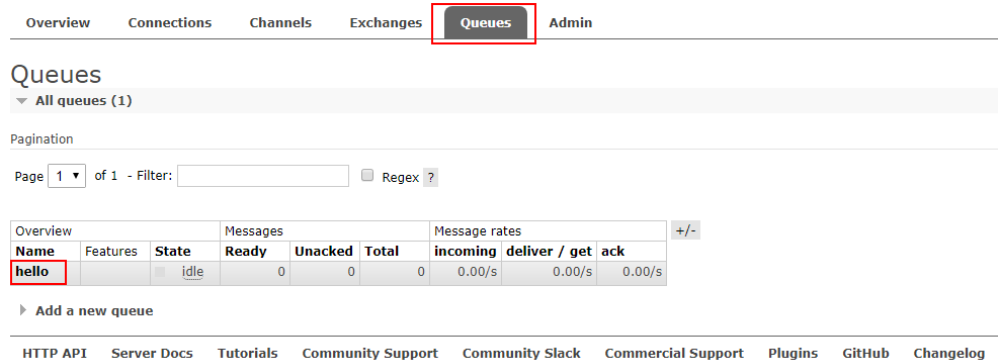 Overview Connections Channels Exchanges Queues Admin
Queues
All queues (1)
Pagination
Page 1 of 1 - Filter: Regex ?
Overview Messages Message rates +/-
Name Features State Ready Unacked Total incoming deliver / get ack
hello idle 0 0 0 0.00/s 0.00/s 0.00/s
Add a new queue
HTTP API Server Docs Tutorials Community Support Community Slack Commercial Support Plugins GitHub Changelog